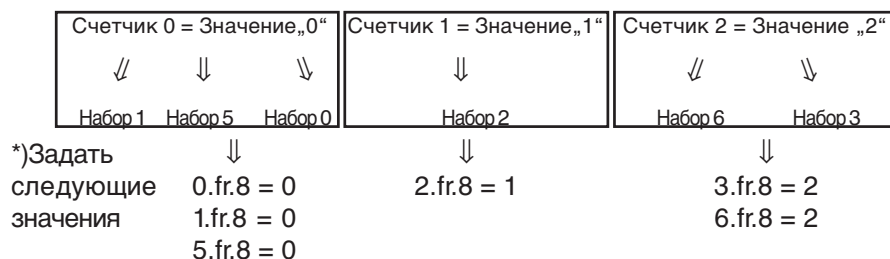 Счетчик 0 = Значение„0“ Счетчик 1 = Значение„1“ Счетчик 2 = Значение „2“
⇙ ⇓ ⇘ ⇓ ⇙ ⇘
Набор 1 Набор 5 Набор 0 Набор 2 Набор 6 Набор 3
*)Задать ⇓ ⇓ ⇓
следующие 0.fr.8 = 0 2.fr.8 = 1 3.fr.8 = 2
значения 1.fr.8 = 0 6.fr.8 = 2
5.fr.8 = 0